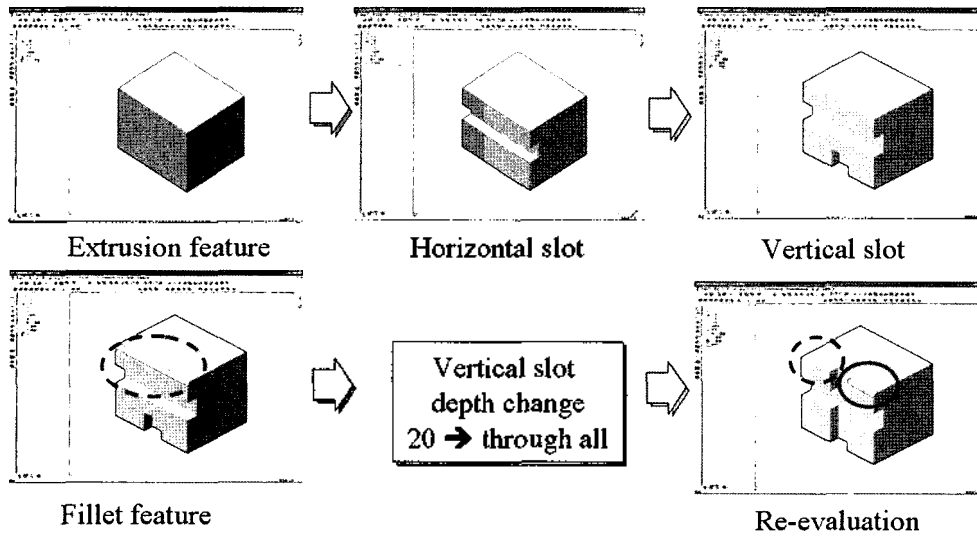 Extrusion feature
Horizontal slot
Vertical slot
Vertical slot
depth change
20 ➔ through all
Fillet feature
Re-evaluation